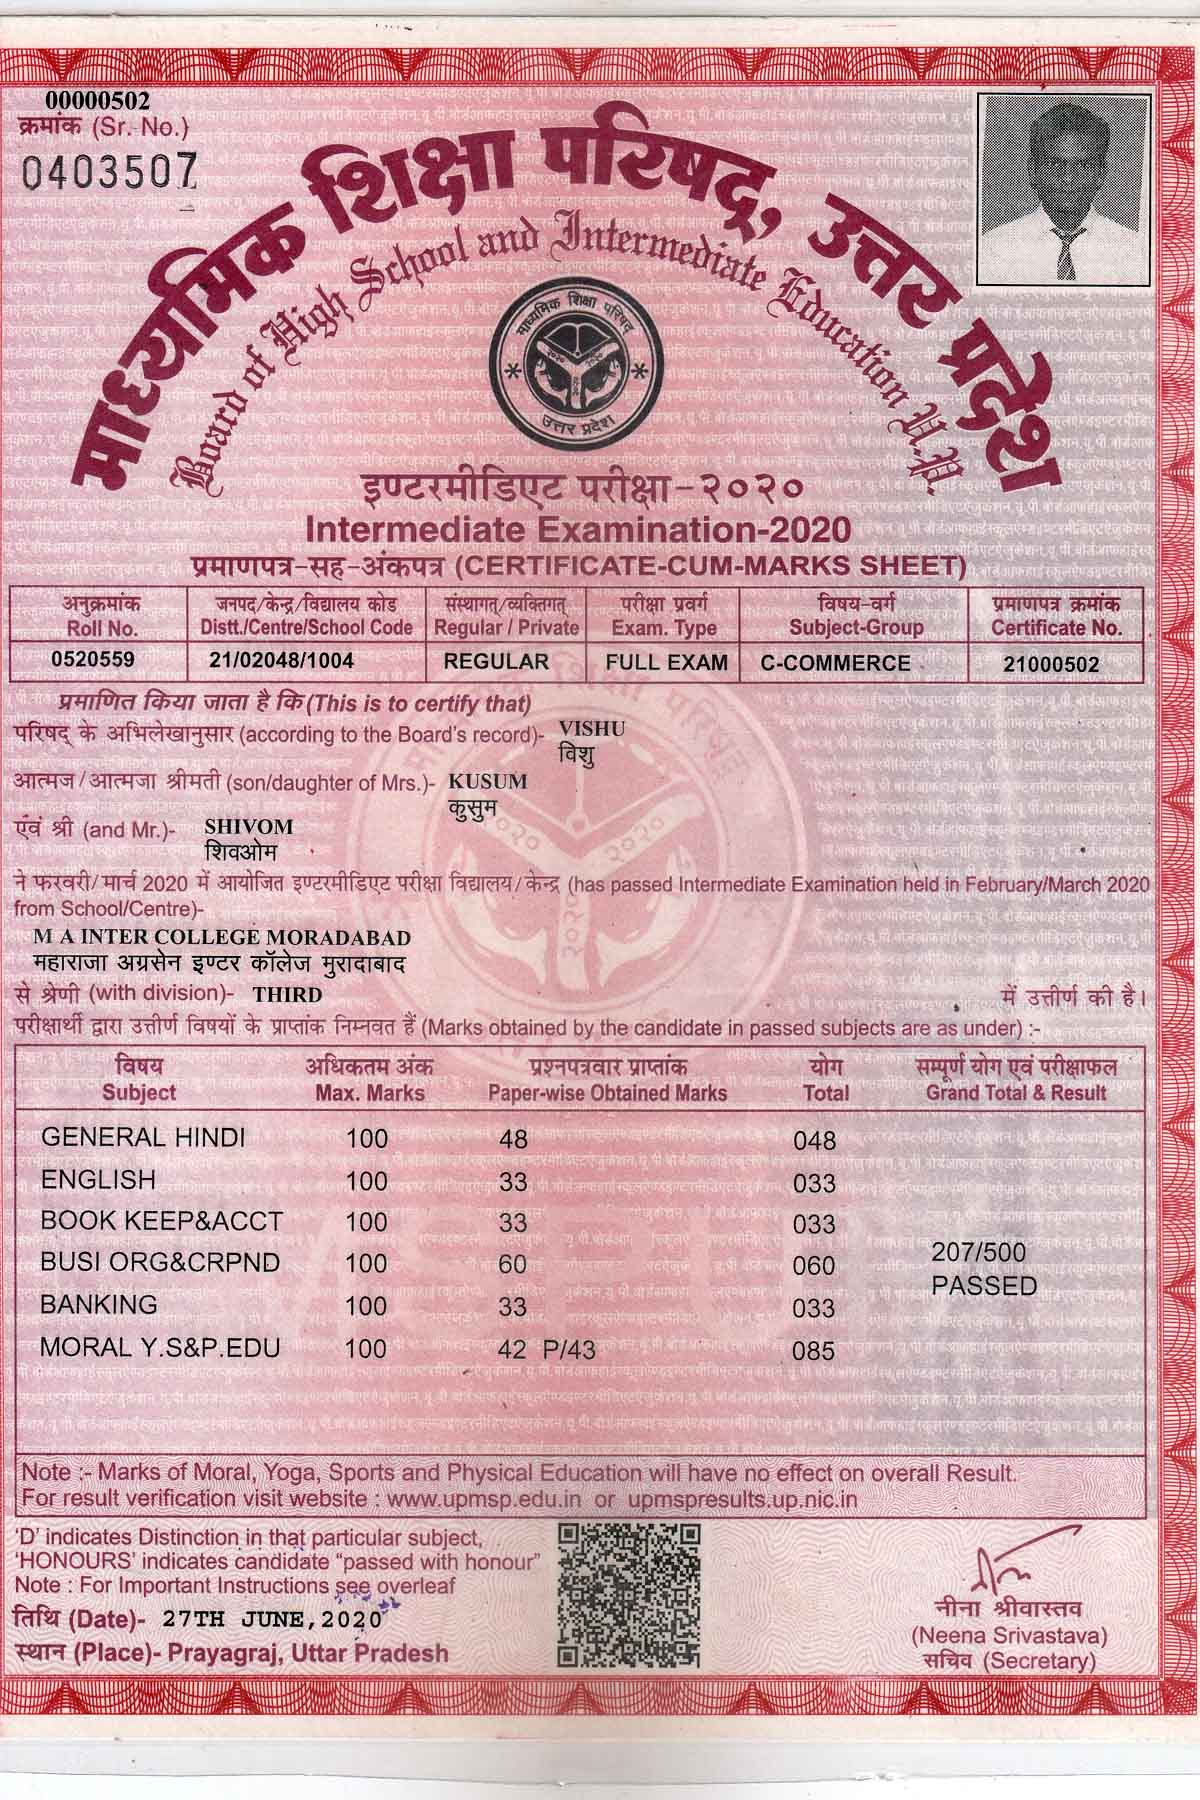 00000502
क्रमांक (Sr. No.)
0403507
माध्यमिक शिक्षा परिषद्, उत्तर प्रदेश
Board of High School and Intermediate Education U.P.
माध्यमिक शिक्षा परिषद्
उत्तर प्रदेश
इण्टरमीडिएट परीक्षा-२०२०
Intermediate Examination-2020
प्रमाणपत्र-सह-अंकपत्र (CERTIFICATE-CUM-MARKS SHEET)
अनुक्रमांक जनपद/केन्द्र/विद्यालय कोड संस्थागत्/व्यक्तिगत् परीक्षा प्रवर्ग विषय-वर्ग प्रमाणपत्र क्रमांक
Roll No. Distt./Centre/School Code Regular / Private Exam. Type Subject-Group Certificate No.
0520559 21/02048/1004 REGULAR FULL EXAM C-COMMERCE 21000502
प्रमाणित किया जाता है कि (This is to certify that)
परिषद् के अभिलेखानुसार (according to the Board's record)- VISHU
विशु
आत्मज/आत्मजा श्रीमती (son/daughter of Mrs.)- KUSUM
कुसुम
एवं श्री (and Mr.)- SHIVOM
शिवओम
ने फरवरी/मार्च 2020 में आयोजित इण्टरमीडिएट परीक्षा विद्यालय/केन्द्र (has passed Intermediate Examination held in February/March 2020
from School/Centre)-
M A INTER COLLEGE MORADABAD
महाराजा अग्रसेन इण्टर कॉलेज मुरादाबाद
से श्रेणी (with division)- THIRD में उत्तीर्ण की है।
परीक्षार्थी द्वारा उत्तीर्ण विषयों के प्राप्तांक निम्नवत हैं (Marks obtained by the candidate in passed subjects are as under) :-
विषय अधिकतम अंक प्रश्नपत्रवार प्राप्तांक योग सम्पूर्ण योग एवं परीक्षाफल
Subject Max. Marks Paper-wise Obtained Marks Total Grand Total & Result
GENERAL HINDI 100 48 048
ENGLISH 100 33 033
BOOK KEEP&ACCT 100 33 033
BUSI ORG&CRPND 100 60 060
207/500
PASSED
BANKING 100 33 033
MORAL Y.S&P.EDU 100 42 P/43 085
Note :- Marks of Moral, Yoga, Sports and Physical Education will have no effect on overall Result.
For result verification visit website : www.upmsp.edu.in or upmspresults.up.nic.in
'D' indicates Distinction in that particular subject,
'HONOURS' indicates candidate "passed with honour"
Note : For Important Instructions see overleaf
तिथि (Date)- 27TH JUNE,2020
स्थान (Place)- Prayagraj, Uttar Pradesh
नीना श्रीवास्तव
(Neena Srivastava)
सचिव (Secretary)